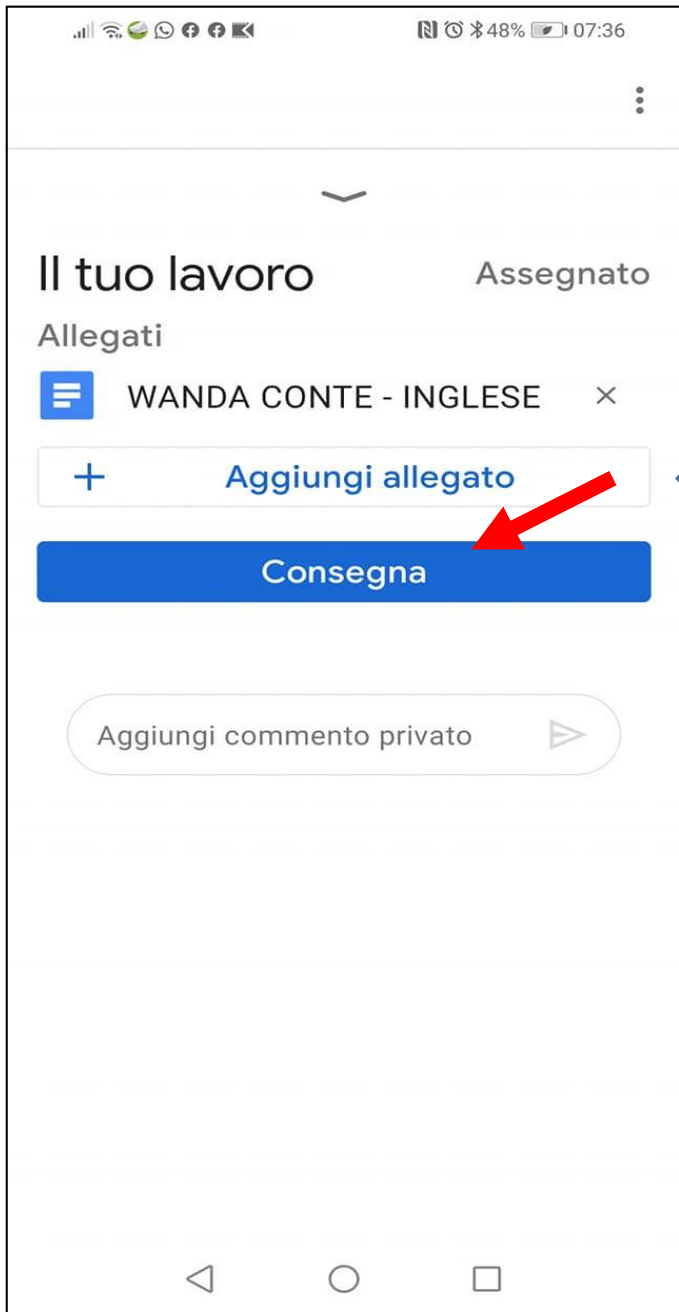 48% 07:36
Il tuo lavoro Assegnato
Allegati
WANDA CONTE - INGLESE
Aggiungi allegato
Consegna
Aggiungi commento privato